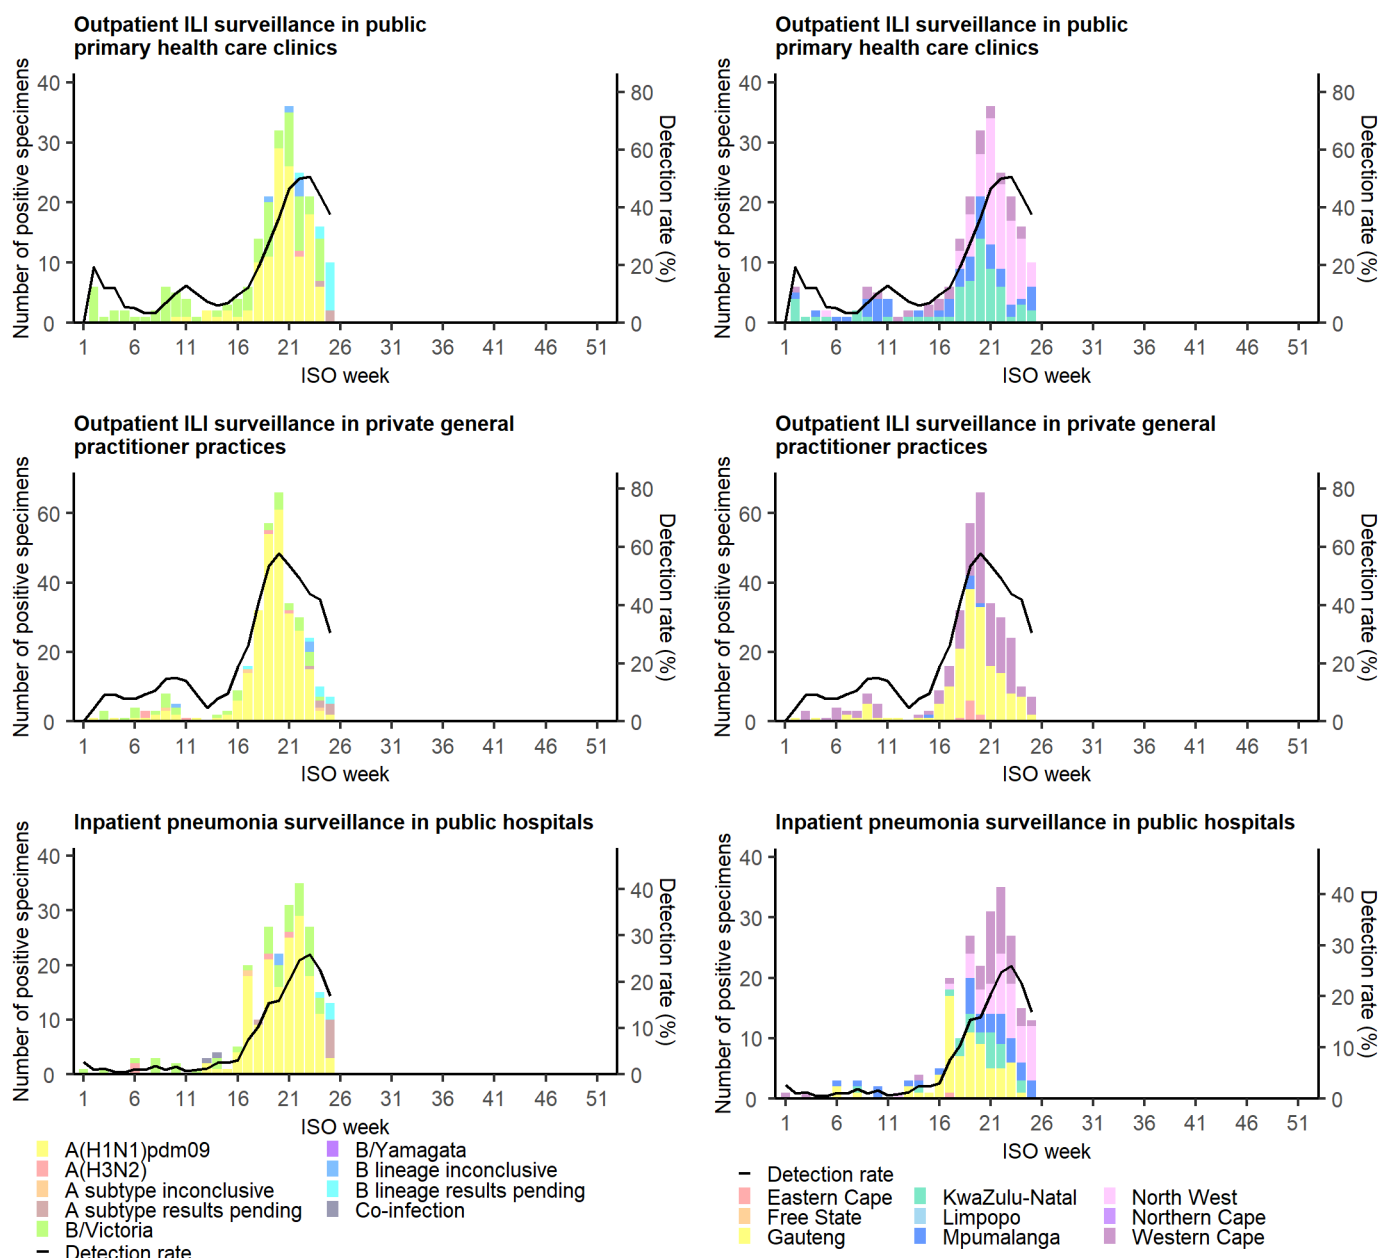 Outpatient ILI surveillance in public
primary health care clinics
Number of positive specimens
40
30
20
10
0
80
60
40
20
0
Detection rate (%)
1 6 11 16 21 26 31 36 41 46 51
ISO week
Outpatient ILI surveillance in public
primary health care clinics
Number of positive specimens
40
30
20
10
0
80
60
40
20
0
Detection rate (%)
1 6 11 16 21 26 31 36 41 46 51
ISO week
Outpatient ILI surveillance in private general
practitioner practices
Number of positive specimens
60
40
20
0
80
60
40
20
0
Detection rate (%)
1 6 11 16 21 26 31 36 41 46 51
ISO week
Outpatient ILI surveillance in private general
practitioner practices
Number of positive specimens
60
40
20
0
80
60
40
20
0
Detection rate (%)
1 6 11 16 21 26 31 36 41 46 51
ISO week
Inpatient pneumonia surveillance in public hospitals
Number of positive specimens
40
30
20
10
0
40
30
20
10
0
Detection rate (%)
1 6 11 16 21 26 31 36 41 46 51
ISO week
A(H1N1)pdm09
A(H3N2)
A subtype inconclusive
A subtype results pending
B/Victoria
Detection rate
B/Yamagata
B lineage inconclusive
B lineage results pending
Co-infection
Inpatient pneumonia surveillance in public hospitals
Number of positive specimens
40
30
20
10
0
40
30
20
10
0
Detection rate (%)
1 6 11 16 21 26 31 36 41 46 51
ISO week
Detection rate
Eastern Cape
Free State
Gauteng
KwaZulu-Natal
Limpopo
Mpumalanga
North West
Northern Cape
Western Cape